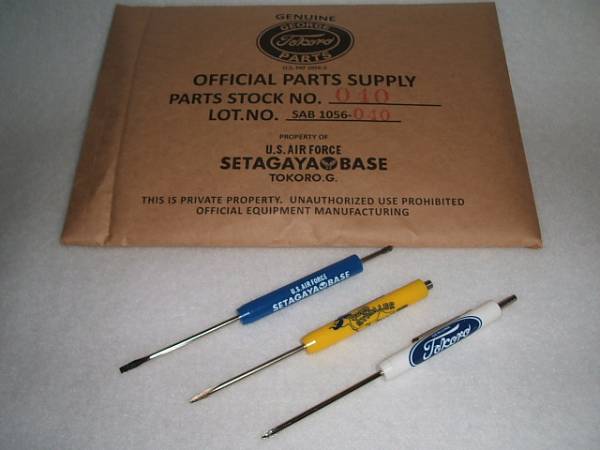 GENUINE
GEORGE
Tokoro
PARTS
OFFICIAL PARTS SUPPLY
PARTS STOCK NO. 040
LOT.NO. SAB 1056-040
PROPERTY OF
U.S. AIR FORCE
SETAGAYA BASE
TOKORO.G.
THIS IS PRIVATE PROPERTY. UNAUTHORIZED USE PROHIBITED
OFFICIAL EQUIPMENT MANUFACTURING
U.S. AIR FORCE
SETAGAYA BASE
Tokoro